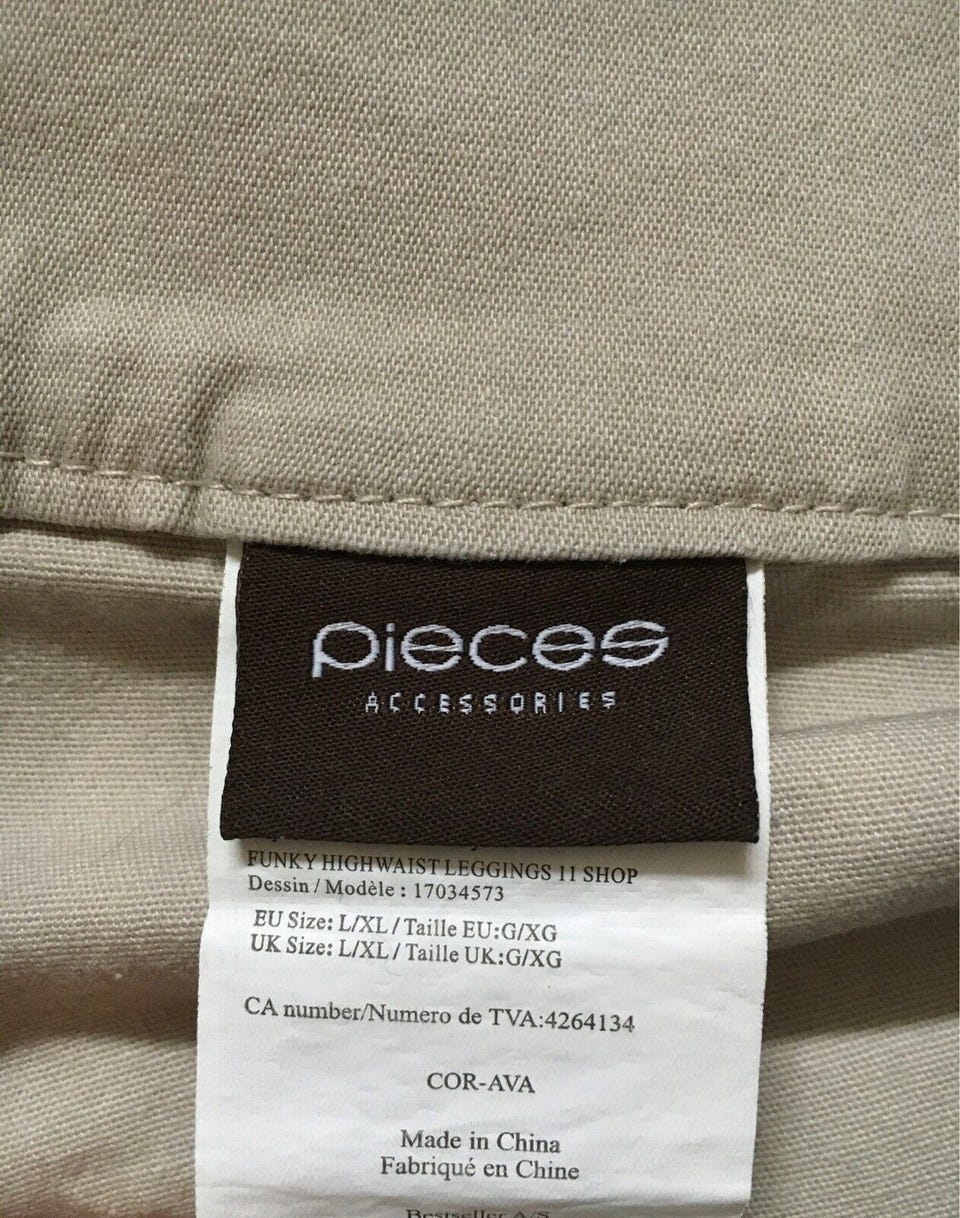 pieces
ACCESSORIES
FUNKY HIGHWAIST LEGGINGS 11 SHOP
Dessin / Modèle : 17034573
EU Size: L/XL / Taille EU:G/XG
UK Size: L/XL / Taille UK:G/XG
CA number/Numero de TVA:4264134
COR-AVA
Made in China
Fabriqué en Chine
Bestseller A/S